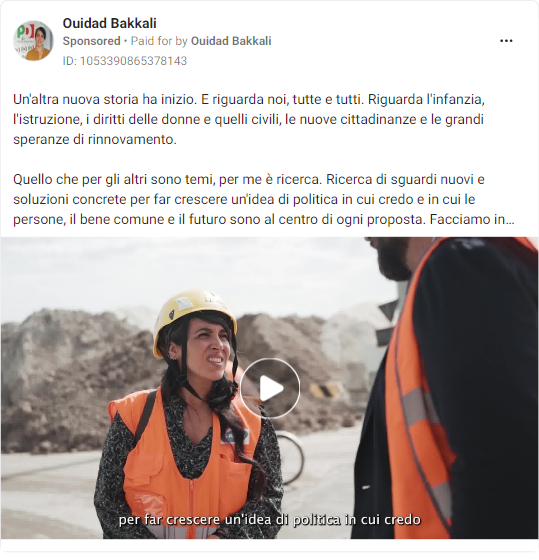 Ouidad Bakkali
Sponsored • Paid for by Ouidad Bakkali
ID: 1053390865378143
Un'altra nuova storia ha inizio. E riguarda noi, tutte e tutti. Riguarda l'infanzia,
l'istruzione, i diritti delle donne e quelli civili, le nuove cittadinanze e le grandi
speranze di rinnovamento.
Quello che per gli altri sono temi, per me è ricerca. Ricerca di sguardi nuovi e
soluzioni concrete per far crescere un'idea di politica in cui credo e in cui le
persone, il bene comune e il futuro sono al centro di ogni proposta. Facciamo in...
per far crescere un'idea di politica in cui credo